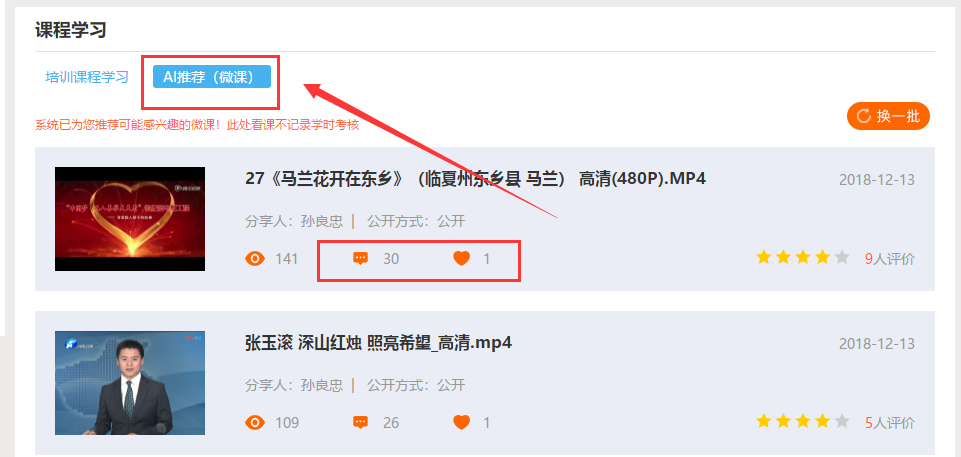 课程学习
培训课程学习 AI推荐（微课）
系统已为您推荐可能感兴趣的微课！此处看课不记录学时考核
换一批
27《马兰花开在东乡》（临夏州东乡县 马兰） 高清(480P).MP4 2018-12-13
分享人：孙良忠 | 公开方式：公开
141 30 1 9人评价
张玉滚 深山红烛 照亮希望_高清.mp4 2018-12-13
分享人：孙良忠 | 公开方式：公开
109 26 1 5人评价